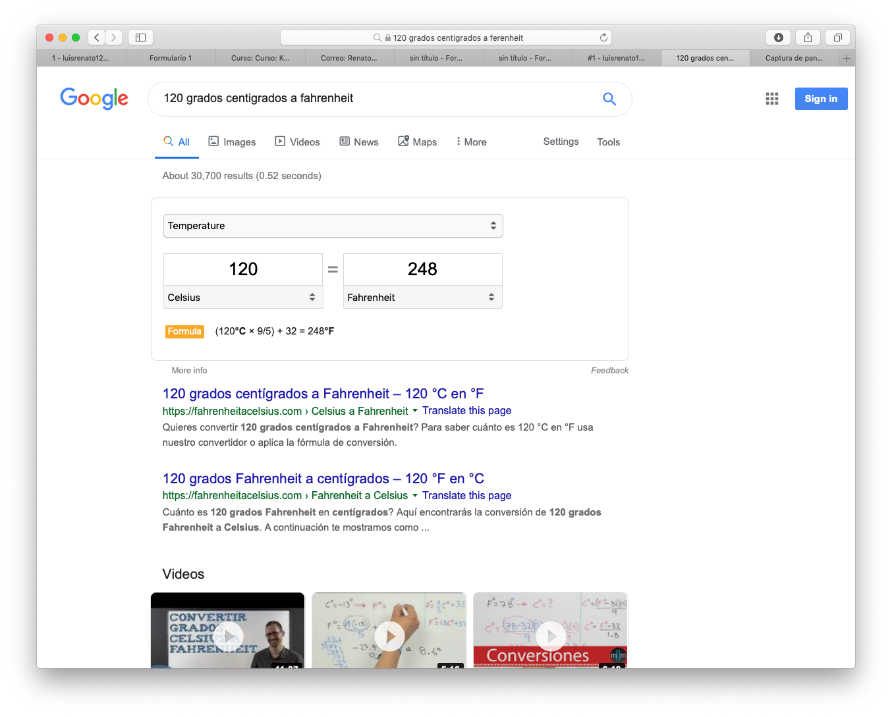 120 grados centigrados a ferenheit
1 - luisrenato12... Formulario 1 Curso: Curso: K... Correo: Renato... sin título - For... sin título - For... #1 - luisrenato1... 120 grados cen... Captura de pan...
Google 120 grados centigrados a fahrenheit Sign in
All Images Videos News Maps More Settings Tools
About 30,700 results (0.52 seconds)
Temperature
120 = 248
Celsius Fahrenheit
Formula (120°C × 9/5) + 32 = 248°F
More info Feedback
120 grados centígrados a Fahrenheit – 120 °C en °F
https://fahrenheitacelsius.com › Celsius a Fahrenheit Translate this page
Quieres convertir 120 grados centígrados a Fahrenheit? Para saber cuánto es 120 °C en °F usa
nuestro convertidor o aplica la fórmula de conversión.
120 grados Fahrenheit a centígrados – 120 °F en °C
https://fahrenheitacelsius.com › Fahrenheit a Celsius Translate this page
Cuánto es 120 grados Fahrenheit en centígrados? Aquí encontrarás la conversión de 120 grados
Fahrenheit a Celsius. A continuación te mostramos como ...
Videos
CONVERTIR
GRADOS
CELSIUS A
FAHRENHEIT
C°=-13° → F°=
= 8.6°
F°=78° → C°=?
Conversiones